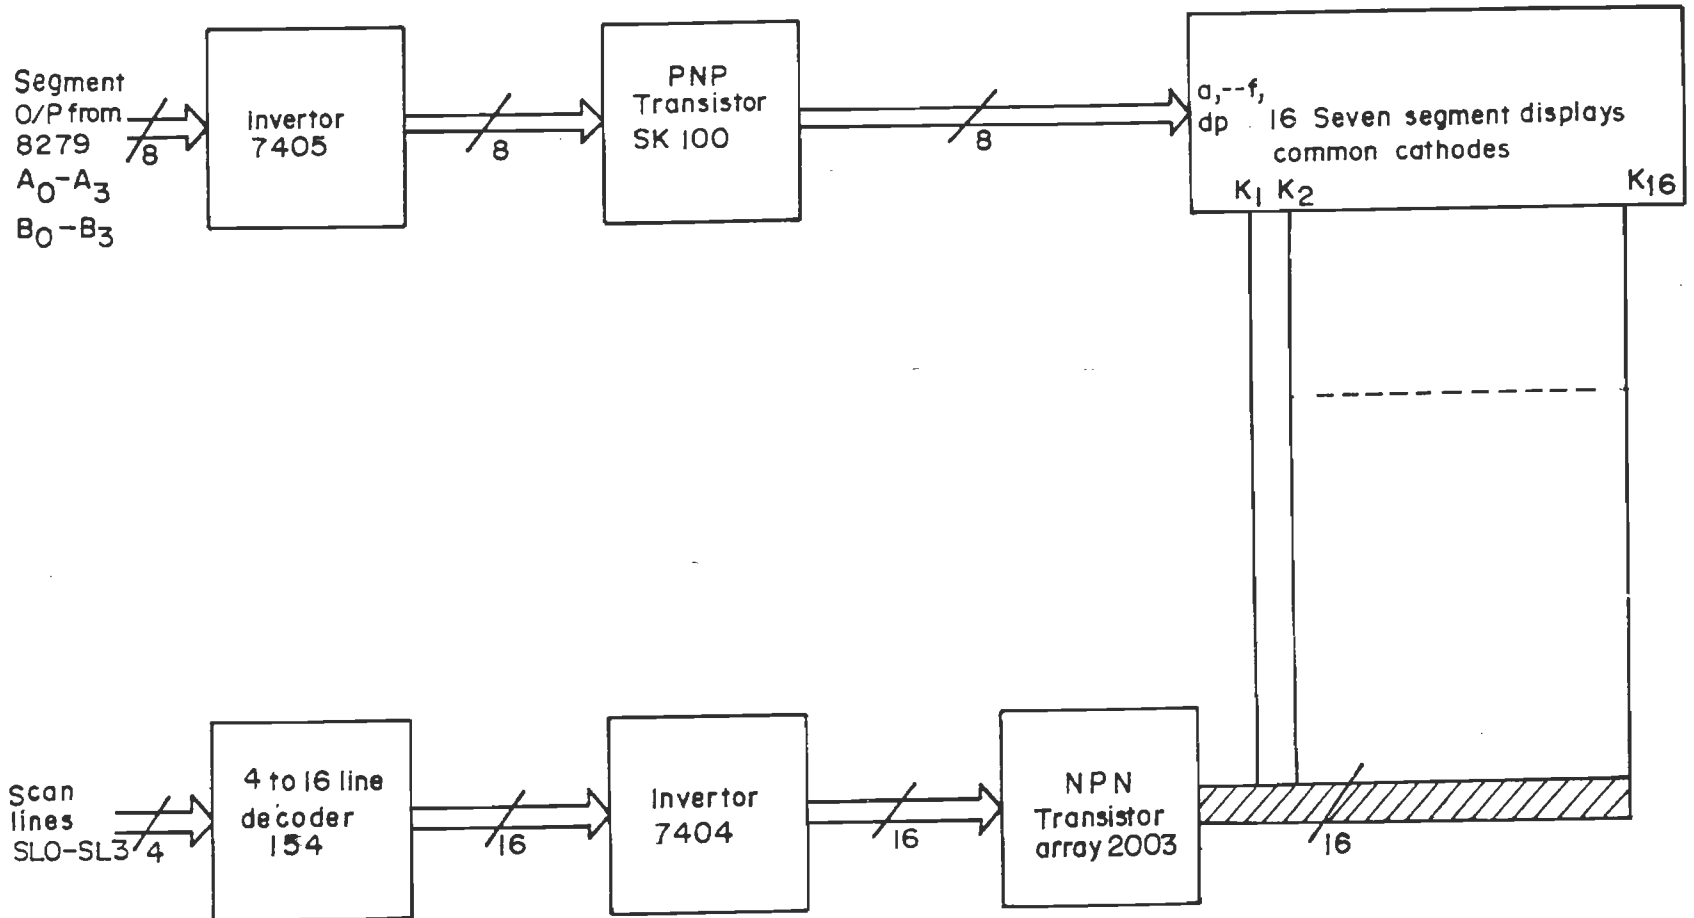 Segment
O/P from
8279
A0-A3
B0-B3
8
Invertor
7405
8
PNP
Transistor
SK 100
8
a,--f,
dp
16 Seven segment displays
common cathodes
K1 K2
K16
Scan
lines
SL0-SL3
4
4 to 16 line
decoder
154
16
Invertor
7404
16
NPN
Transistor
array 2003
16